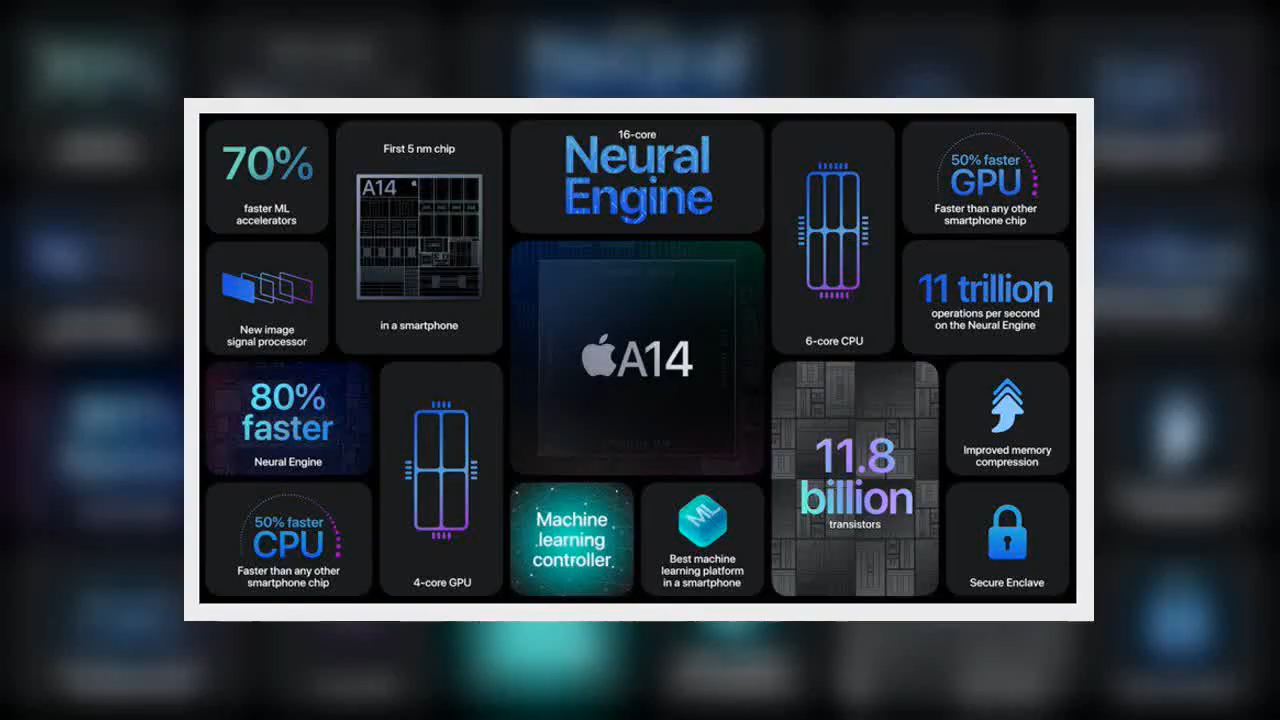 70%
faster ML
accelerators
First 5 nm chip
A14
in a smartphone
16-core
Neural
Engine
6-core CPU
50% faster
GPU
Faster than any other
smartphone chip
New image
signal processor
A14
11 trillion
operations per second
on the Neural Engine
80%
faster
Neural Engine
4-core GPU
11.8
billion
transistors
Improved memory
compression
50% faster
CPU
Faster than any other
smartphone chip
Machine
learning
controller
ML
Best machine
learning platform
in a smartphone
Secure Enclave